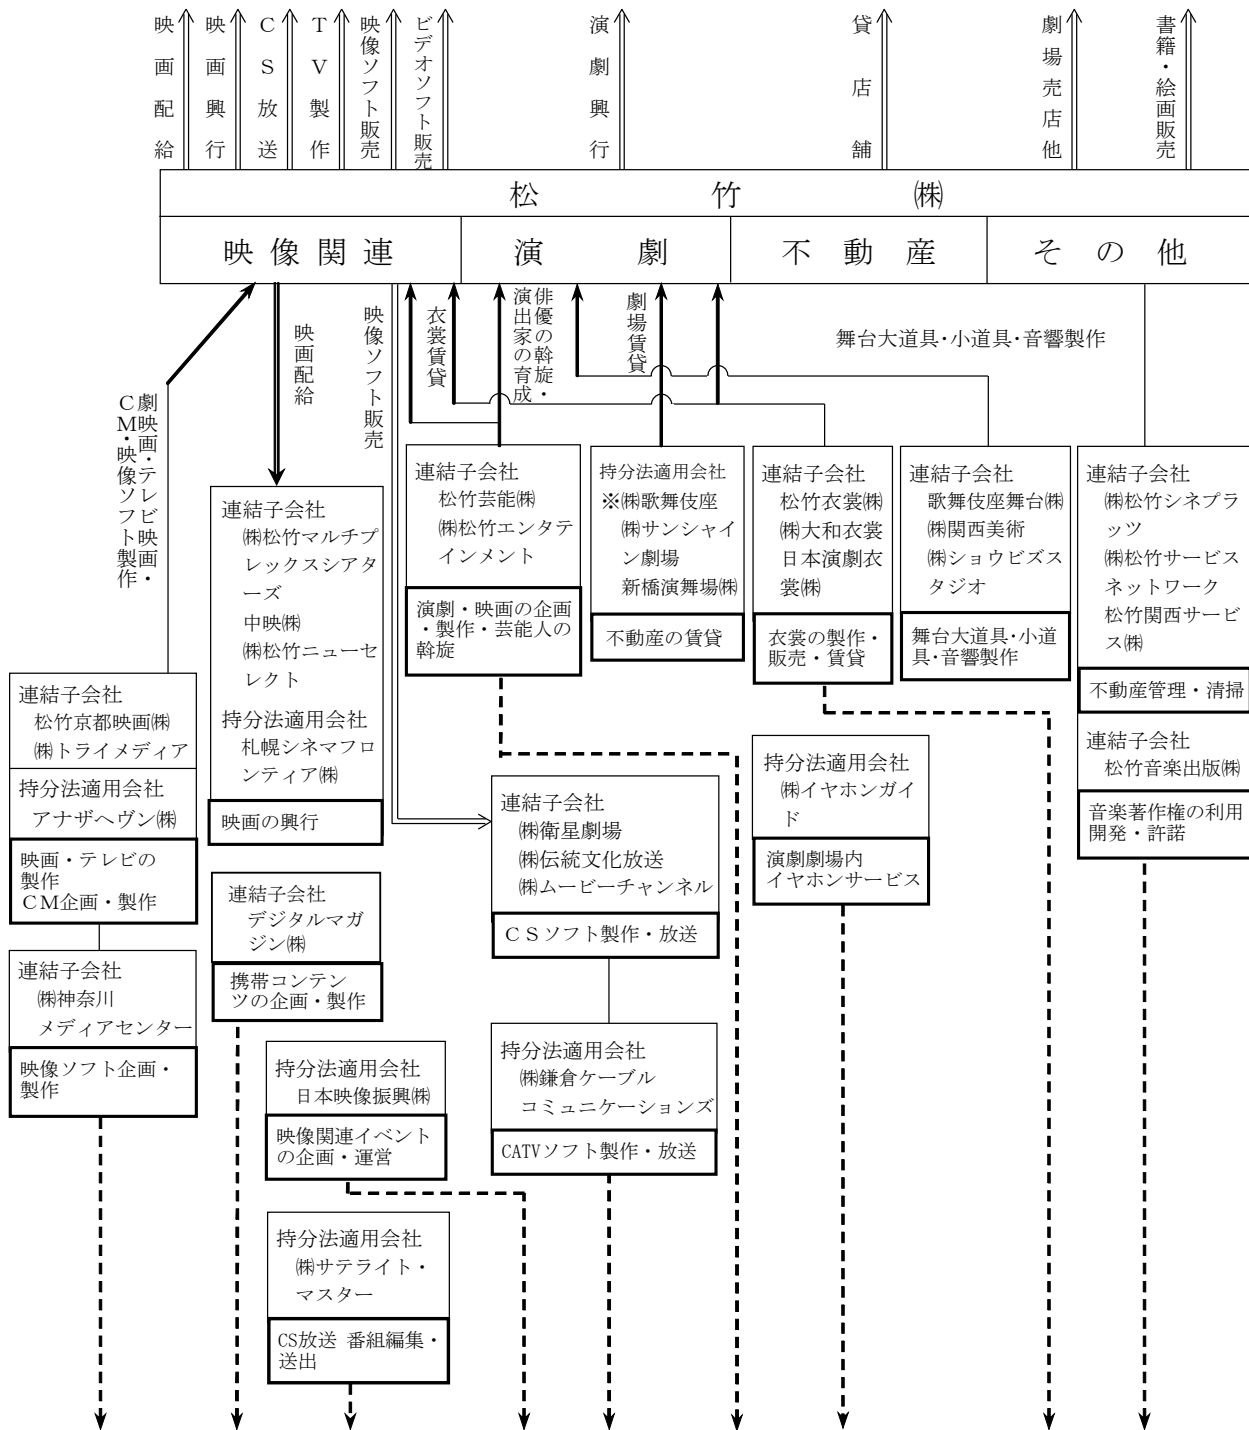 映画配給
映画興行
CS放送
TV製作
映像ソフト販売
ビデオソフト販売
演劇興行
貸店舗
劇場売店他
書籍・絵画販売
松竹㈱
映像関連
演劇
不動産
その他
劇映画・テレビ映画・
CM・映像ソフト製作
映画配給
映像ソフト販売
衣裳賃貸
俳優の斡旋・
演出家の育成
劇場賃貸
舞台大道具･小道具･音響製作
連結子会社
松竹京都映画㈱
㈱トライメディア
持分法適用会社
アナザヘヴン㈱
映画・テレビの
製作
CM企画・製作
連結子会社
㈱神奈川
メディアセンター
映像ソフト企画・
製作
連結子会社
㈱松竹マルチプ
レックスシアタ
ーズ
中映㈱
㈱松竹ニューセ
レクト
持分法適用会社
札幌シネマフロ
ンティア㈱
映画の興行
連結子会社
デジタルマガ
ジン㈱
携帯コンテン
ツの企画・製作
持分法適用会社
日本映像振興㈱
映像関連イベント
の企画・運営
持分法適用会社
㈱サテライト・
マスター
CS放送 番組編集・
送出
連結子会社
松竹芸能㈱
㈱松竹エンタテ
インメント
演劇・映画の企画
・製作・芸能人の
斡旋
連結子会社
㈱衛星劇場
㈱伝統文化放送
㈱ムービーチャンネル
CSソフト製作・放送
持分法適用会社
㈱鎌倉ケーブル
コミュニケーションズ
CATVソフト製作・放送
持分法適用会社
※㈱歌舞伎座
㈱サンシャイ
ン劇場
新橋演舞場㈱
不動産の賃貸
連結子会社
松竹衣裳㈱
㈱大和衣裳
日本演劇衣
裳㈱
衣裳の製作・
販売・賃貸
持分法適用会社
㈱イヤホンガイ
ド
演劇劇場内
イヤホンサービス
連結子会社
歌舞伎座舞台㈱
㈱関西美術
㈱ショウビズス
タジオ
舞台大道具･小道
具･音響製作
連結子会社
㈱松竹シネプラ
ッツ
㈱松竹サービス
ネットワーク
松竹関西サービ
ス㈱
不動産管理・清掃
連結子会社
松竹音楽出版㈱
音楽著作権の利用
開発・許諾